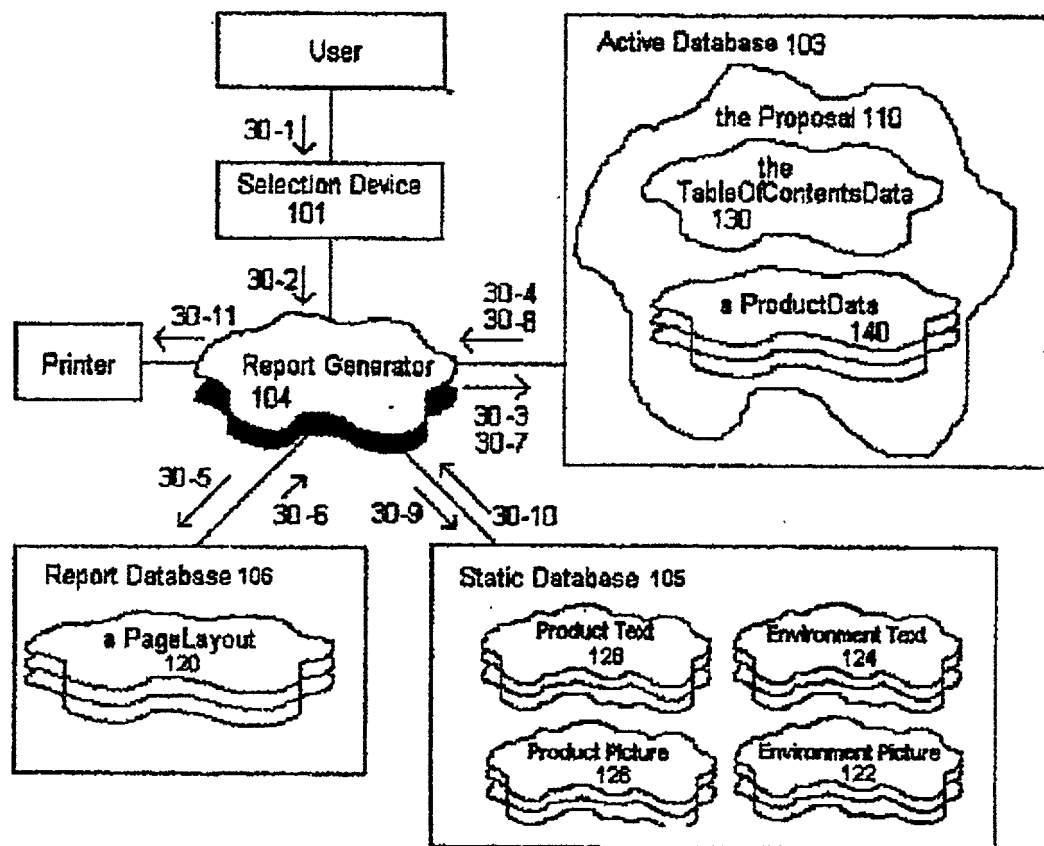 User
30-1
Selection Device
101
30-2
30-11
Printer
Report Generator
104
30-4
30-8
30-3
30-7
Active Database 103
the Proposal 110
the
TableOfContentsData
130
a ProductData
140
30-5
30-6
30-9
30-10
Report Database 106
a PageLayout
120
Static Database 105
Product Text
128
Environment Text
124
Product Picture
126
Environment Picture
122